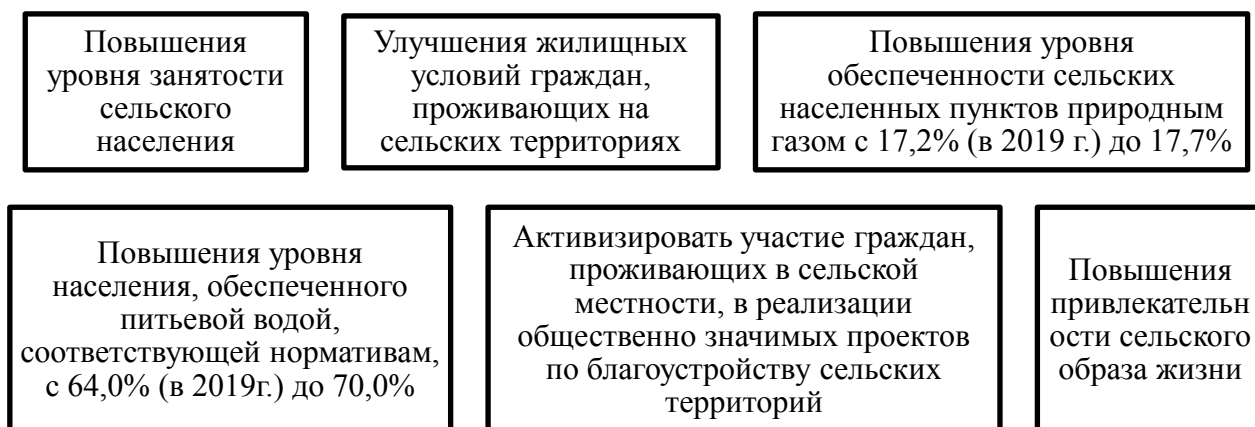 Повышения
уровня занятости
сельского
населения
Улучшения жилищных
условий граждан,
проживающих на
сельских территориях
Повышения уровня
обеспеченности сельских
населенных пунктов природным
газом с 17,2% (в 2019 г.) до 17,7%
Повышения уровня
населения, обеспеченного
питьевой водой,
соответствующей нормативам,
с 64,0% (в 2019г.) до 70,0%
Активизировать участие граждан,
проживающих в сельской
местности, в реализации
общественно значимых проектов
по благоустройству сельских
территорий
Повышения
привлекательн
ости сельского
образа жизни